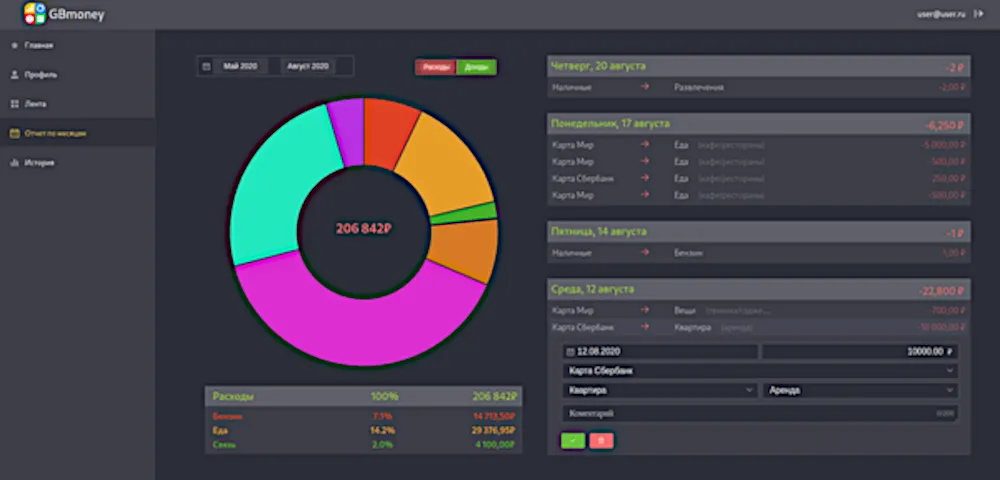 GBmoney
user@user.ru
Главная
Профиль
Лента
Отчет по месяцам
История
Май 2020 Август 2020
Расходы Доходы
206 842₽
Расходы 100% 206 842₽
Бензин 7.1% 14 713,50₽
Еда 14.2% 29 376,95₽
Связь 2.0% 4 100,00₽
Четверг, 20 августа -2 ₽
Наличные → Развлечения -2,00 ₽
Понедельник, 17 августа -6,250 ₽
Карта Мир → Еда (кафе/рестораны) -5 000,00 ₽
Карта Мир → Еда (кафе/рестораны) -500,00 ₽
Карта Сбербанк → Еда (кафе/рестораны) 250,00 ₽
Карта Мир → Еда (кафе/рестораны) -500,00 ₽
Пятница, 14 августа -1 ₽
Наличные → Бензин 1,00 ₽
Среда, 12 августа -22,800 ₽
Карта Мир → Вещи -700,00 ₽
Карта Сбербанк → Квартира (аренда) -10 000,00 ₽
12.08.2020 10000.00 ₽
Карта Сбербанк
Квартира Аренда
Коментарий